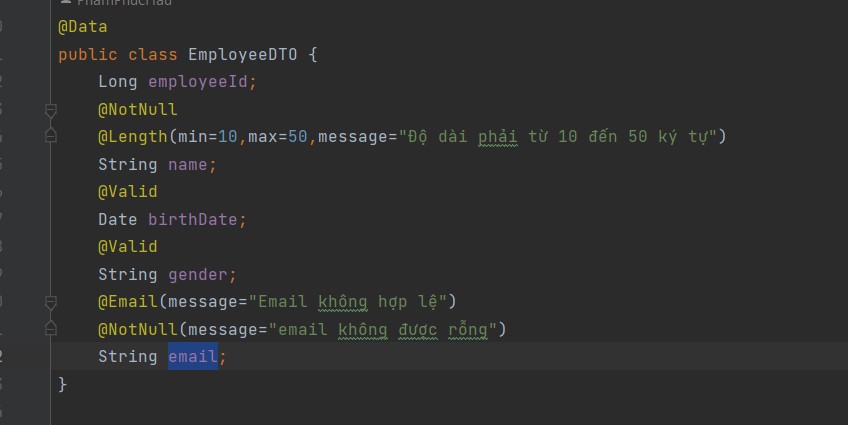 PhamPhucHau
@Data
public class EmployeeDTO {
Long employeeId;
@NotNull
@Length(min=10,max=50,message="Độ dài phải từ 10 đến 50 ký tự")
String name;
@Valid
Date birthDate;
@Valid
String gender;
@Email(message="Email không hợp lệ")
@NotNull(message="email không được rỗng")
String email;
}